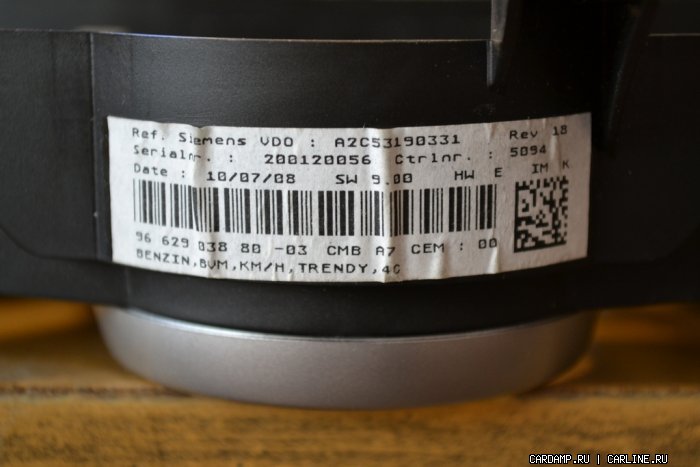 Ref. Siemens VDO : A2C53190331 Rev 18
Serialnr. : 200120056 Ctrlnr. : 5094
Date : 10/07/08 SW 9.00 HW E IM K
96 629 038 80 -03 CMB A7 CEM : 00
BENZIN,BVM,KM/H,TRENDY,4C
CARDAMP.RU | CARLINE.RU